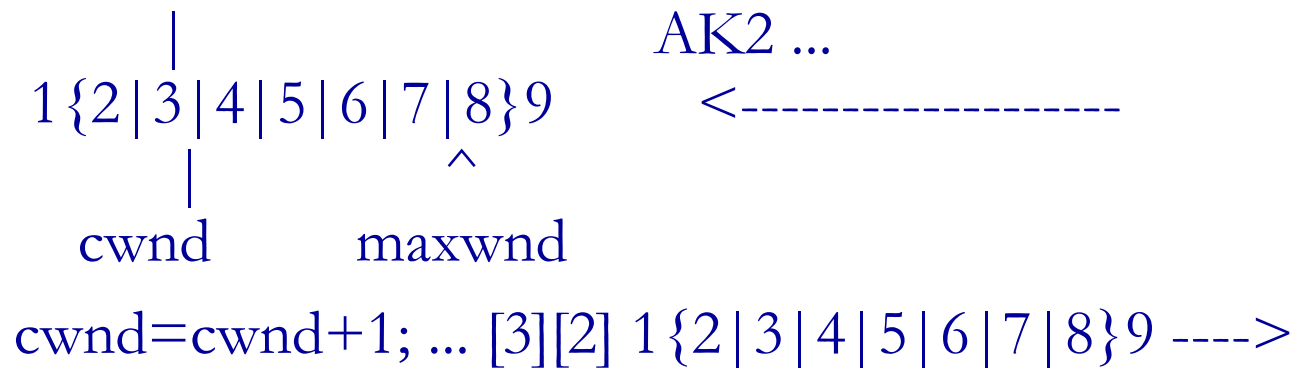 |
AK2 ...
1{2|3|4|5|6|7|8}9 <-------------------
| ^
cwnd maxwnd
cwnd=cwnd+1; ... [3][2] 1{2|3|4|5|6|7|8}9 ---->